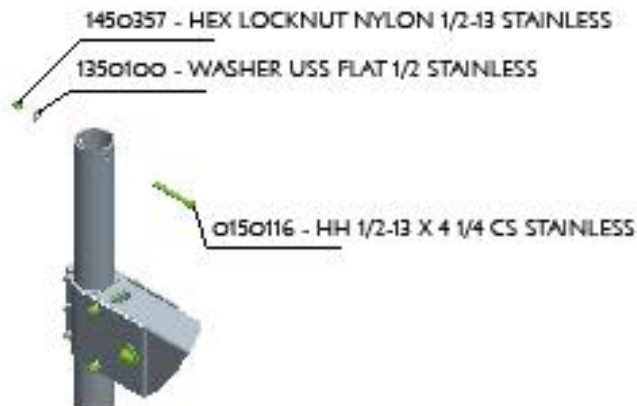 1450357 - HEX LOCKNUT NYLON 1/2-13 STAINLESS
1350100 - WASHER USS FLAT 1/2 STAINLESS
0150116 - HH 1/2-13 X 4 1/4 CS STAINLESS